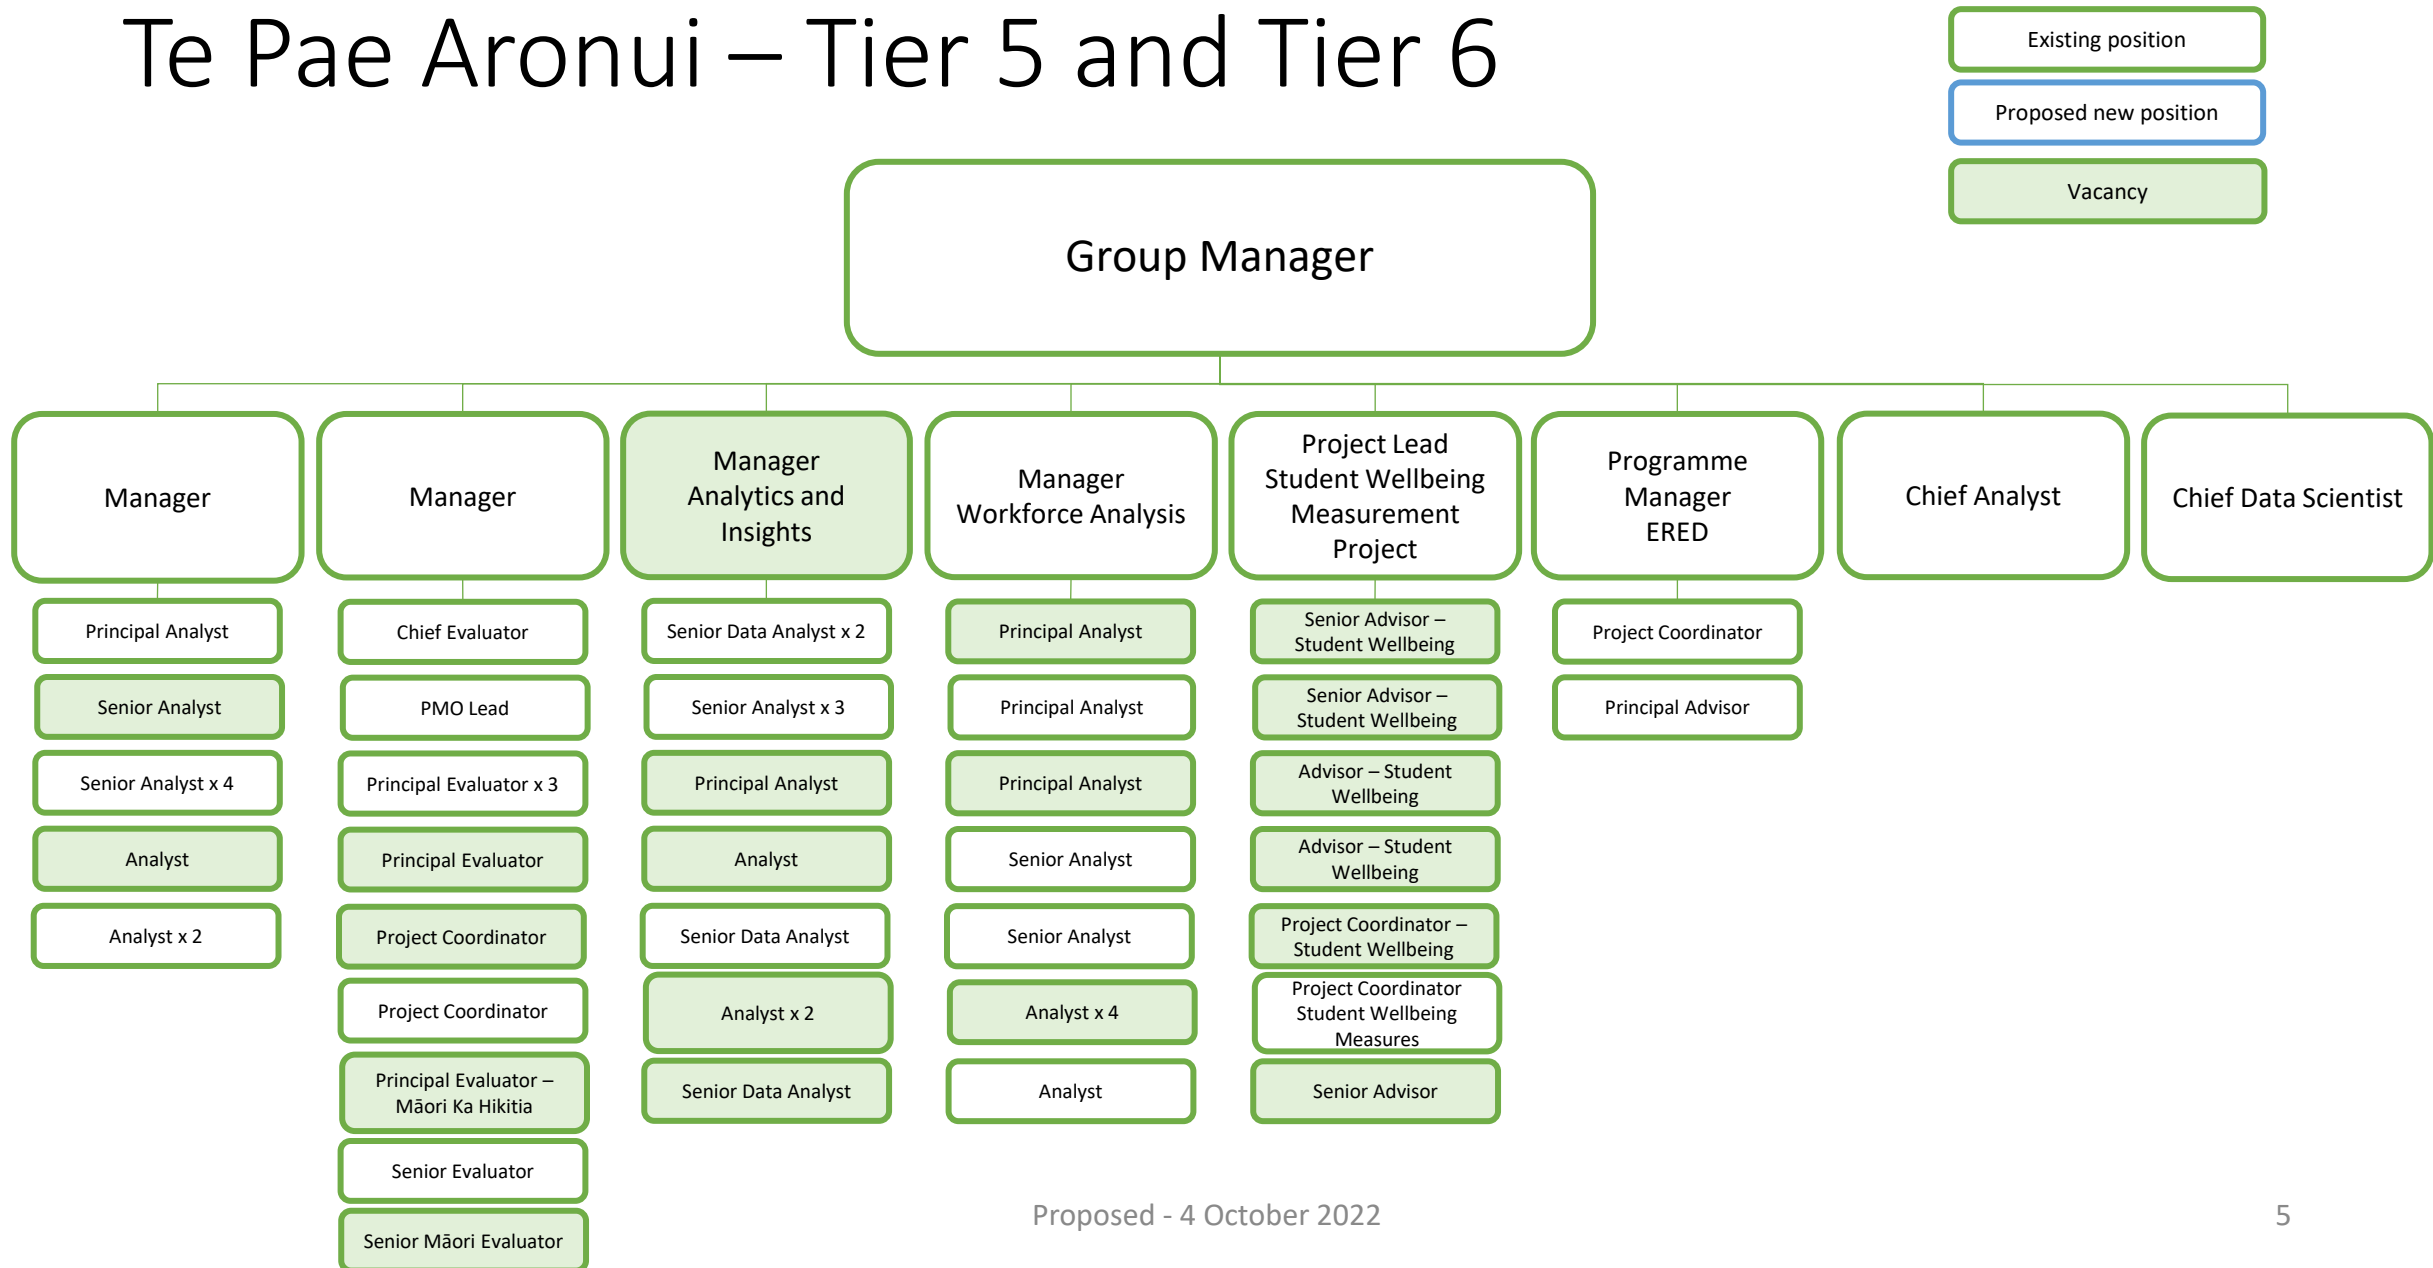 Te Pae Aronui – Tier 5 and Tier 6
Existing position
Proposed new position
Vacancy
Group Manager
Manager
Manager
Manager
Analytics and
Insights
Manager
Workforce Analysis
Project Lead
Student Wellbeing
Measurement
Project
Programme
Manager
ERED
Chief Analyst
Chief Data Scientist
Principal Analyst
Senior Analyst
Senior Analyst x 4
Analyst
Analyst x 2
Chief Evaluator
PMO Lead
Principal Evaluator x 3
Principal Evaluator
Project Coordinator
Project Coordinator
Principal Evaluator –
Māori Ka Hikitia
Senior Evaluator
Senior Māori Evaluator
Senior Data Analyst x 2
Senior Analyst x 3
Principal Analyst
Analyst
Senior Data Analyst
Analyst x 2
Senior Data Analyst
Principal Analyst
Principal Analyst
Principal Analyst
Senior Analyst
Senior Analyst
Analyst x 4
Analyst
Senior Advisor –
Student Wellbeing
Senior Advisor –
Student Wellbeing
Advisor – Student
Wellbeing
Advisor – Student
Wellbeing
Project Coordinator –
Student Wellbeing
Project Coordinator
Student Wellbeing
Measures
Senior Advisor
Project Coordinator
Principal Advisor
Proposed - 4 October 2022
5